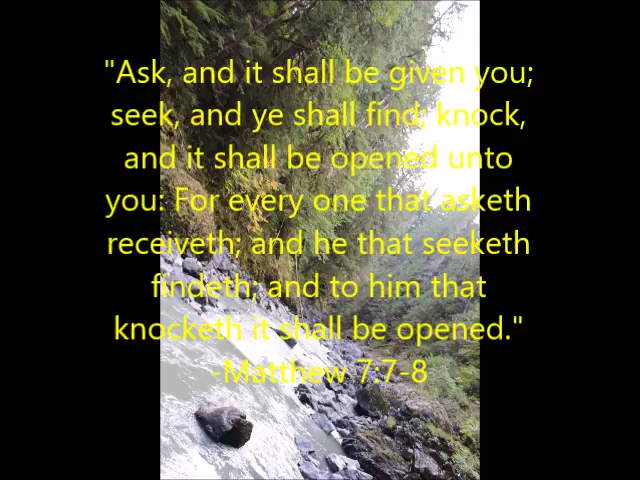 "Ask, and it shall be given you;
seek, and ye shall find; knock,
and it shall be opened unto
you: For every one that asketh
receiveth; and he that seeketh
findeth; and to him that
knocketh it shall be opened."
-Matthew 7:7-8